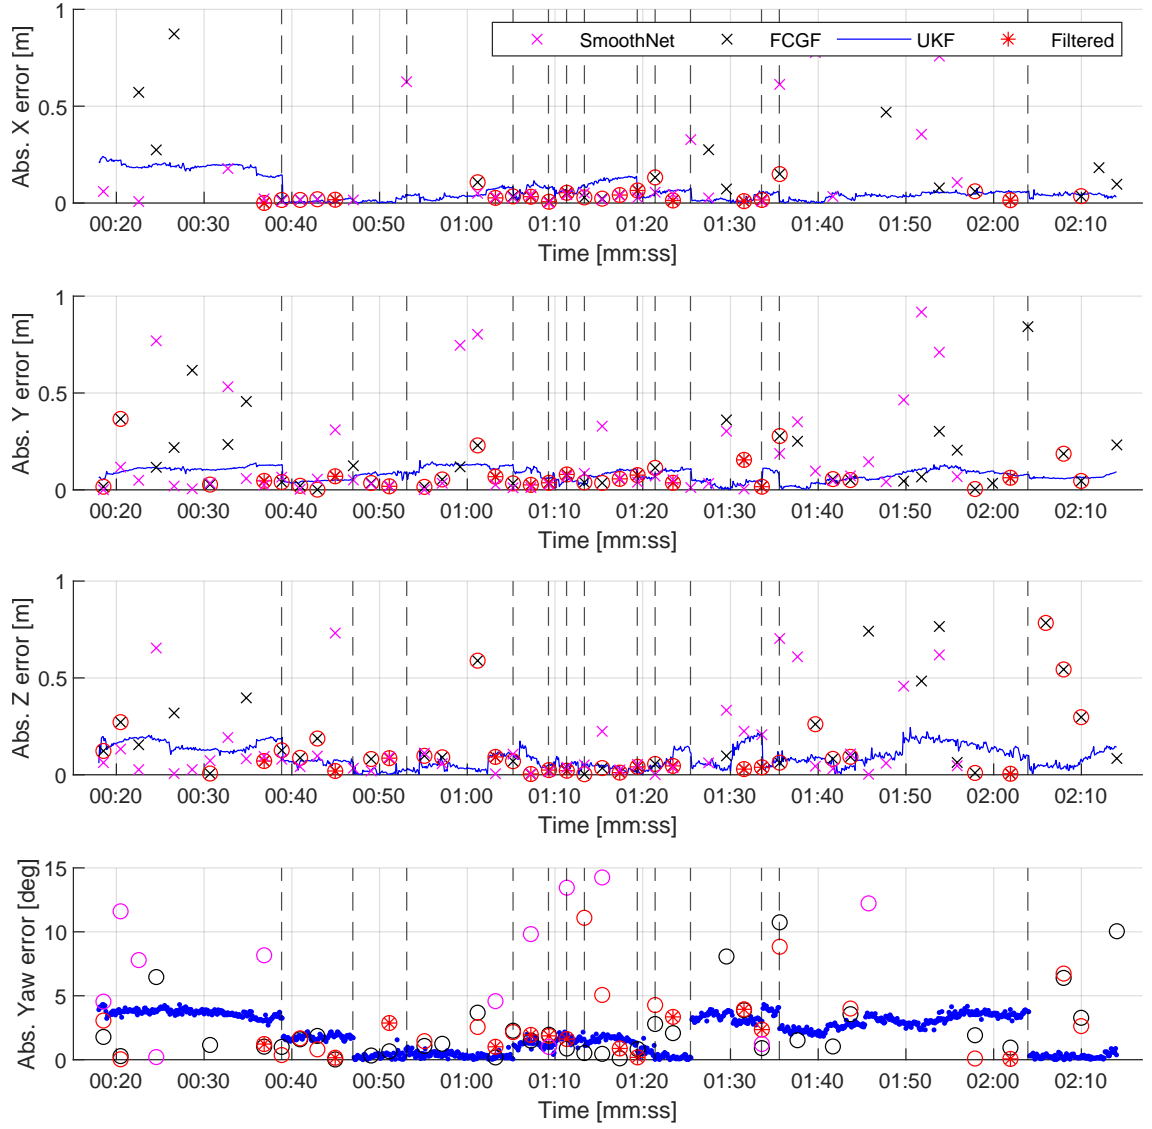 1
0.5
0
Abs. X error [m]
SmoothNet FCGF UKF Filtered
00:20 00:30 00:40 00:50 01:00 01:10 01:20 01:30 01:40 01:50 02:00 02:10
Time [mm:ss]
1
0.5
0
Abs. Y error [m]
00:20 00:30 00:40 00:50 01:00 01:10 01:20 01:30 01:40 01:50 02:00 02:10
Time [mm:ss]
1
0.5
0
Abs. Z error [m]
00:20 00:30 00:40 00:50 01:00 01:10 01:20 01:30 01:40 01:50 02:00 02:10
Time [mm:ss]
15
10
5
0
Abs. Yaw error [deg]
00:20 00:30 00:40 00:50 01:00 01:10 01:20 01:30 01:40 01:50 02:00 02:10
Time [mm:ss]